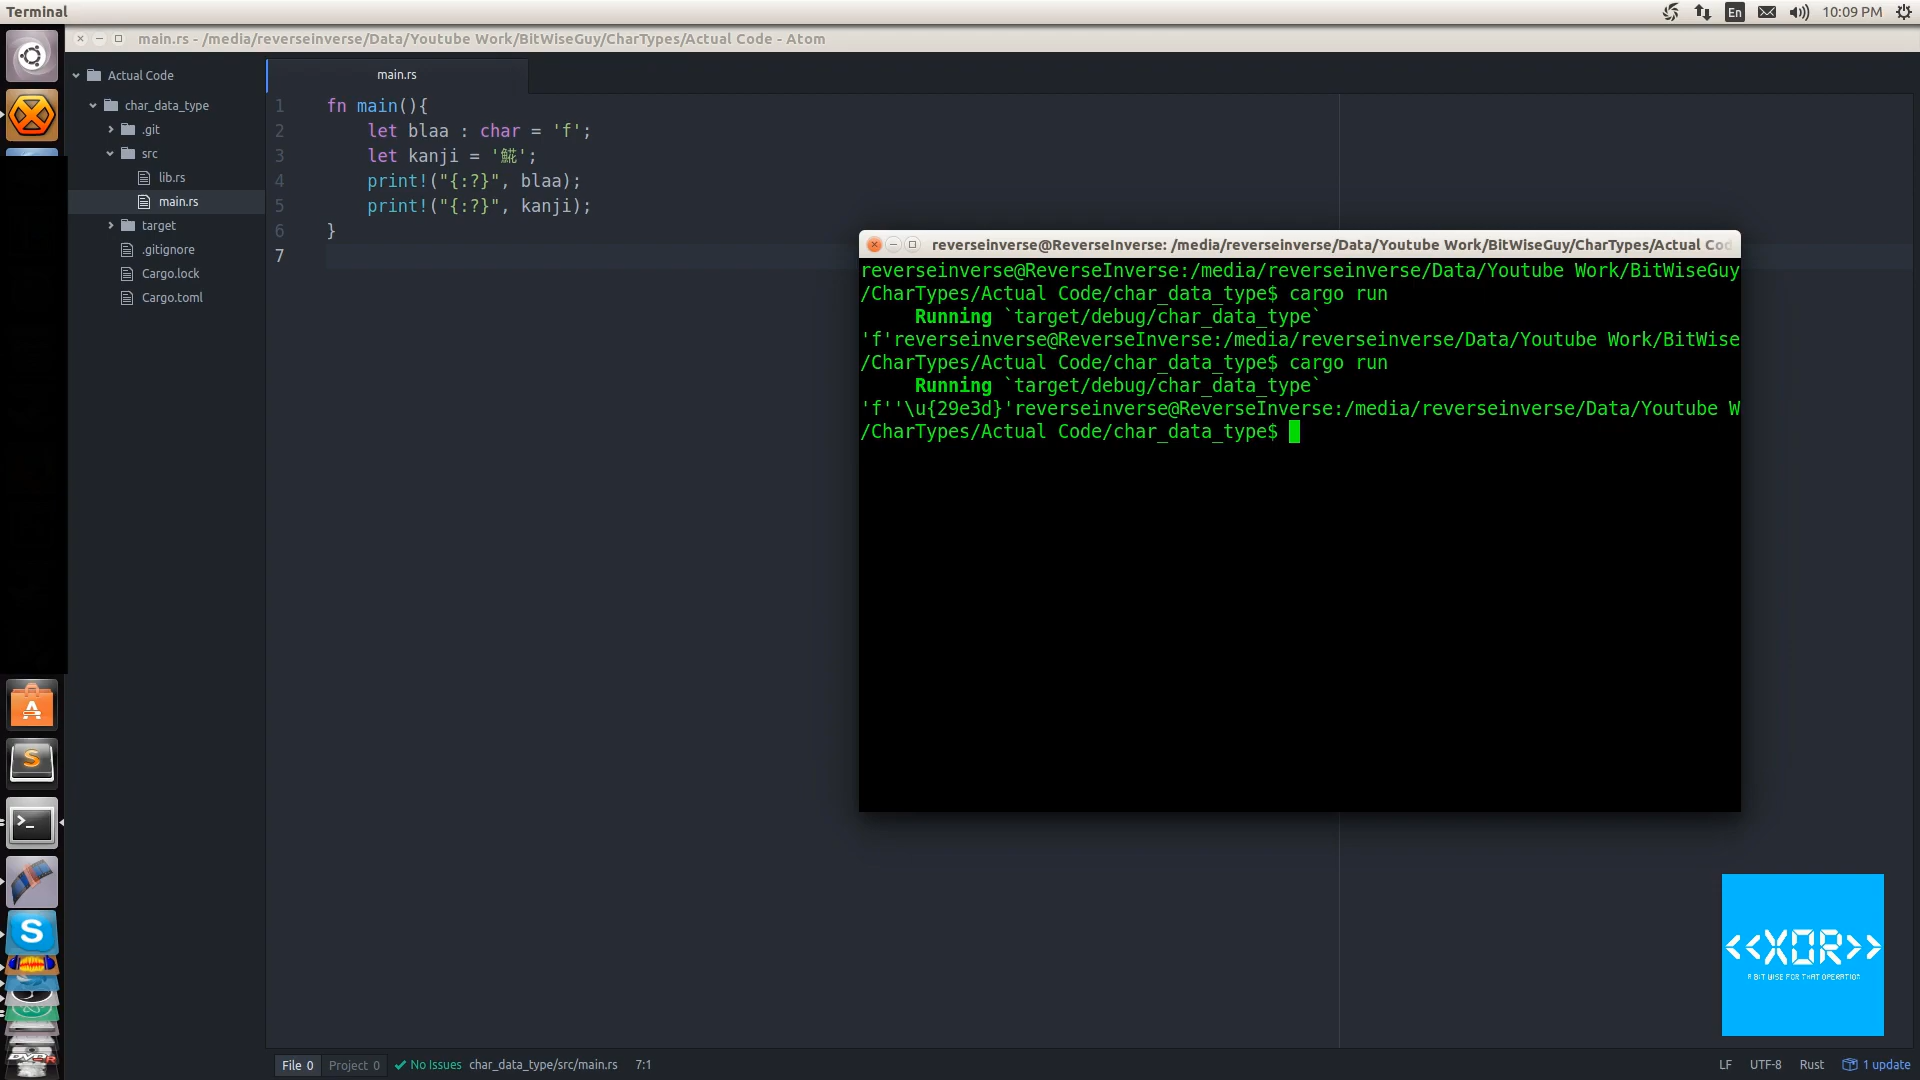 Terminal
En
10:09 PM
main.rs - /media/reverseinverse/Data/Youtube Work/BitWiseGuy/CharTypes/Actual Code - Atom
Actual Code
char_data_type
.git
src
lib.rs
main.rs
target
.gitignore
Cargo.lock
Cargo.toml
main.rs
1 fn main(){
2 let blaa : char = 'f';
3 let kanji = '𩸽';
4 print!("{:?}", blaa);
5 print!("{:?}", kanji);
6 }
7
reverseinverse@ReverseInverse: /media/reverseinverse/Data/Youtube Work/BitWiseGuy/CharTypes/Actual Cod
reverseinverse@ReverseInverse:/media/reverseinverse/Data/Youtube Work/BitWiseGuy
/CharTypes/Actual Code/char_data_type$ cargo run
Running `target/debug/char_data_type`
'f'reverseinverse@ReverseInverse:/media/reverseinverse/Data/Youtube Work/BitWise
/CharTypes/Actual Code/char_data_type$ cargo run
Running `target/debug/char_data_type`
'f''\u{29e3d}'reverseinverse@ReverseInverse:/media/reverseinverse/Data/Youtube W
/CharTypes/Actual Code/char_data_type$
<<XOR>>
A BIT WISE FOR THAT OPERATION
File 0 Project 0 No Issues char_data_type/src/main.rs 7:1
LF UTF-8 Rust 1 update